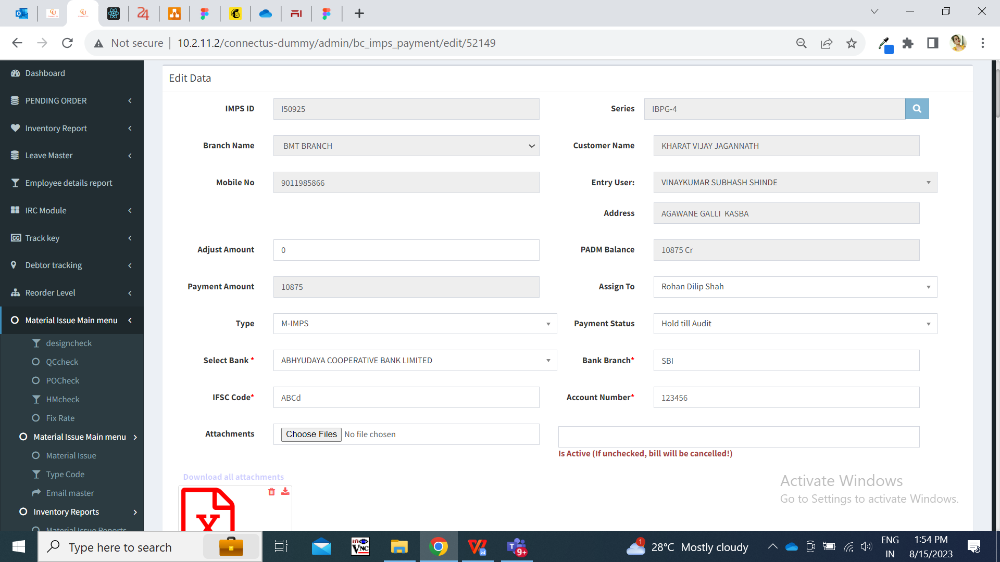 Not secure | 10.2.11.2/connectus-dummy/admin/bc_imps_payment/edit/52149
Dashboard
PENDING ORDER
Inventory Report
Leave Master
Employee details report
IRC Module
Track key
Debtor tracking
Reorder Level
Material Issue Main menu
designcheck
QCcheck
POCheck
HMcheck
Fix Rate
Material Issue Main menu
Material Issue
Type Code
Email master
Inventory Reports
Material Issue Reports
Edit Data
IMPS ID I50925 Series IBPG-4
Branch Name BMT BRANCH Customer Name KHARAT VIJAY JAGANNATH
Mobile No 9011985866 Entry User: VINAYKUMAR SUBHASH SHINDE
Address AGAWANE GALLI  KASBA
Adjust Amount 0 PADM Balance 10875 Cr
Payment Amount 10875 Assign To Rohan Dilip Shah
Type M-IMPS Payment Status Hold till Audit
Select Bank * ABHYUDAYA COOPERATIVE BANK LIMITED Bank Branch* SBI
IFSC Code* ABCd Account Number* 123456
Attachments Choose Files No file chosen
Is Active (If unchecked, bill will be cancelled!)
Download all attachments
Activate Windows
Go to Settings to activate Windows.
Type here to search
9+
1
28°C Mostly cloudy
ENG
IN
1:54 PM
8/15/2023